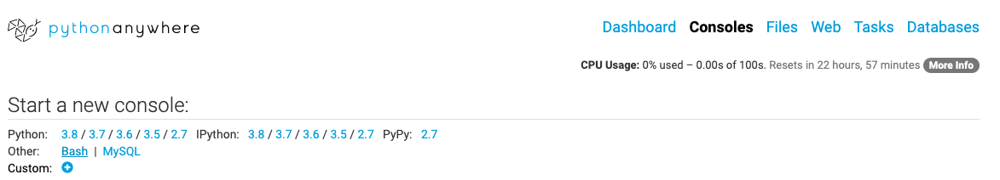 pythonanywhere
Dashboard Consoles Files Web Tasks Databases
CPU Usage: 0% used – 0.00s of 100s. Resets in 22 hours, 57 minutes More Info
Start a new console:
Python: 3.8 / 3.7 / 3.6 / 3.5 / 2.7 IPython: 3.8 / 3.7 / 3.6 / 3.5 / 2.7 PyPy: 2.7
Other: Bash | MySQL
Custom: